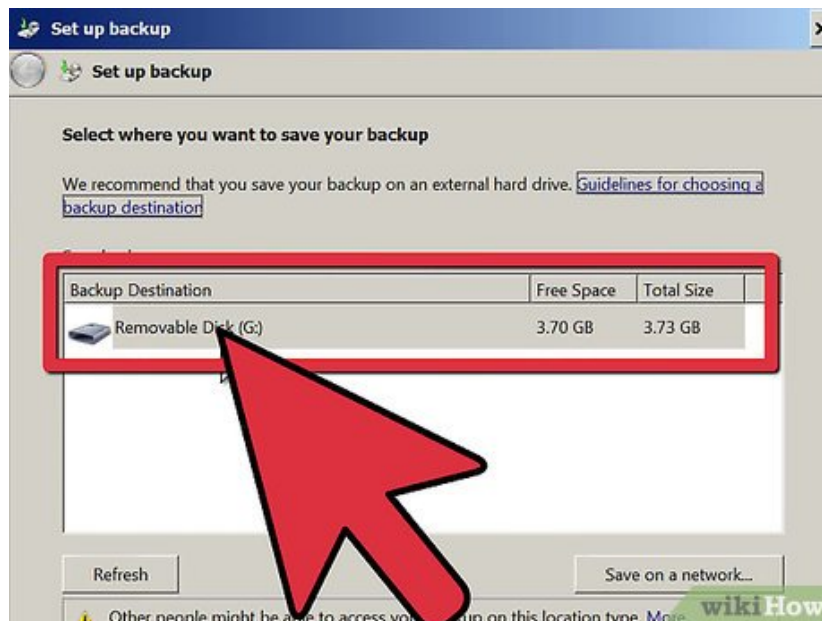 Set up backup
Set up backup
Select where you want to save your backup
We recommend that you save your backup on an external hard drive. Guidelines for choosing a
backup destination
Backup Destination Free Space Total Size
Removable Disk (G:) 3.70 GB 3.73 GB
Refresh Save on a network...
Other people might be to access up on this location type. More
wikiHow